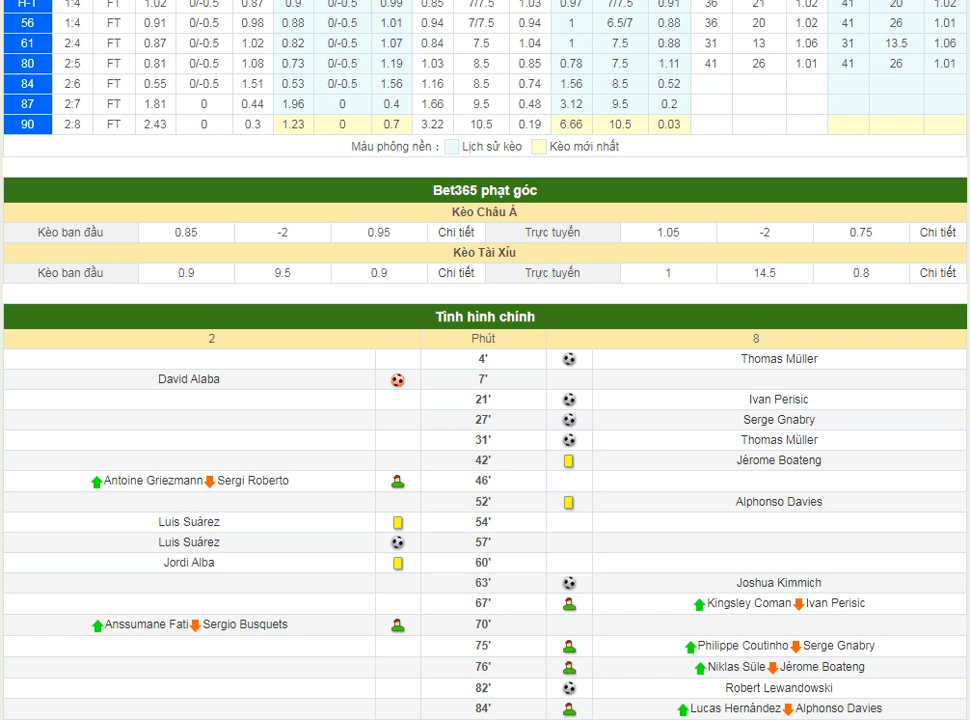 H-T 1:4 FT 1.02 0/-0.5 0.87 0.9 0/-0.5 0.99 0.85 7/7.5 1.03 0.97 7/7.5 0.91 36 21 1.02 41 20 1.02
56 1:4 FT 0.91 0/-0.5 0.98 0.88 0/-0.5 1.01 0.94 7/7.5 0.94 1 6.5/7 0.88 36 20 1.02 41 26 1.01
61 2:4 FT 0.87 0/-0.5 1.02 0.82 0/-0.5 1.07 0.84 7.5 1.04 1 7.5 0.88 31 13 1.06 31 13.5 1.06
80 2:5 FT 0.81 0/-0.5 1.08 0.73 0/-0.5 1.19 1.03 8.5 0.85 0.78 7.5 1.11 41 26 1.01 41 26 1.01
84 2:6 FT 0.55 0/-0.5 1.51 0.53 0/-0.5 1.56 1.16 8.5 0.74 1.56 8.5 0.52
87 2:7 FT 1.81 0 0.44 1.96 0 0.4 1.66 9.5 0.48 3.12 9.5 0.2
90 2:8 FT 2.43 0 0.3 1.23 0 0.7 3.22 10.5 0.19 6.66 10.5 0.03
Màu phông nền : Lịch sử kèo Kèo mới nhất
Bet365 phạt góc
Kèo Châu Á
Kèo ban đầu 0.85 -2 0.95 Chi tiết Trực tuyến 1.05 -2 0.75 Chi tiết
Kèo Tài Xỉu
Kèo ban đầu 0.9 9.5 0.9 Chi tiết Trực tuyến 1 14.5 0.8 Chi tiết
Tình hình chính
2 Phút 8
4' Thomas Müller
David Alaba 7'
21' Ivan Perisic
27' Serge Gnabry
31' Thomas Müller
42' Jérome Boateng
Antoine Griezmann Sergi Roberto 46'
52' Alphonso Davies
Luis Suárez 54'
Luis Suárez 57'
Jordi Alba 60'
63' Joshua Kimmich
67' Kingsley Coman Ivan Perisic
Anssumane Fati Sergio Busquets 70'
75' Philippe Coutinho Serge Gnabry
76' Niklas Süle Jérome Boateng
82' Robert Lewandowski
84' Lucas Hernández Alphonso Davies